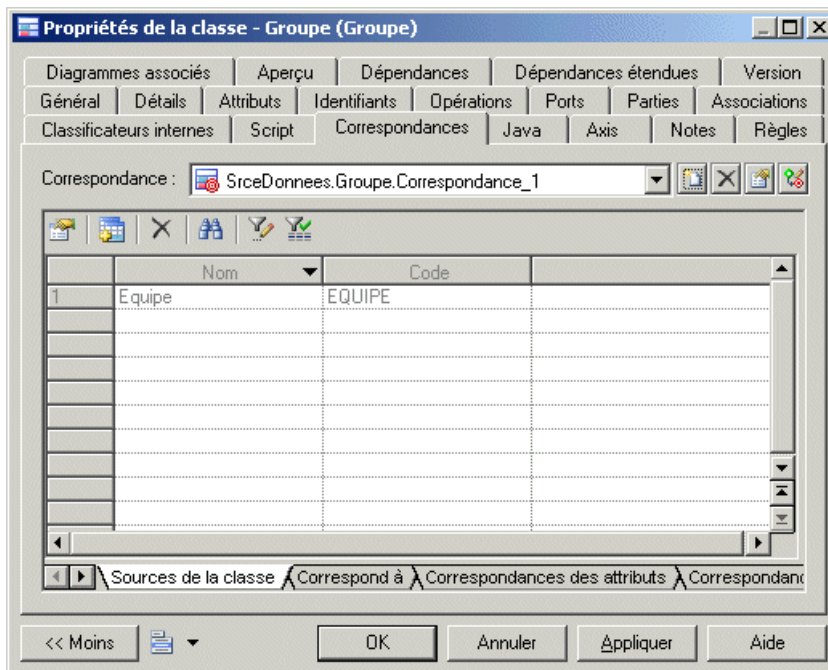 Propriétés de la classe - Groupe (Groupe)
Diagrammes associés Aperçu Dépendances Dépendances étendues Version
Général Détails Attributs Identifiants Opérations Ports Parties Associations
Classificateurs internes Script Correspondances Java Axis Notes Règles
Correspondance : SrceDonnees.Groupe.Correspondance_1
Nom Code
1 Equipe EQUIPE
Sources de la classe Correspond à Correspondances des attributs Correspondanc
<< Moins OK Annuler Appliquer Aide